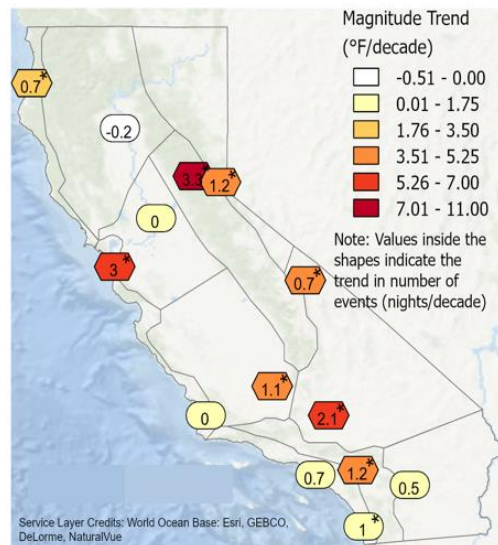 Magnitude Trend
(°F/decade)
-0.51 - 0.00
0.01 - 1.75
1.76 - 3.50
3.51 - 5.25
5.26 - 7.00
7.01 - 11.00
Note: Values inside the
shapes indicate the
trend in number of
events (nights/decade)
0.7*
-0.2
3.3*
1.2*
0
3*
0.7*
1.1*
0
2.1*
0.7
1.2*
0.5
1*
Service Layer Credits: World Ocean Base: Esri, GEBCO,
DeLorme, NaturalVue